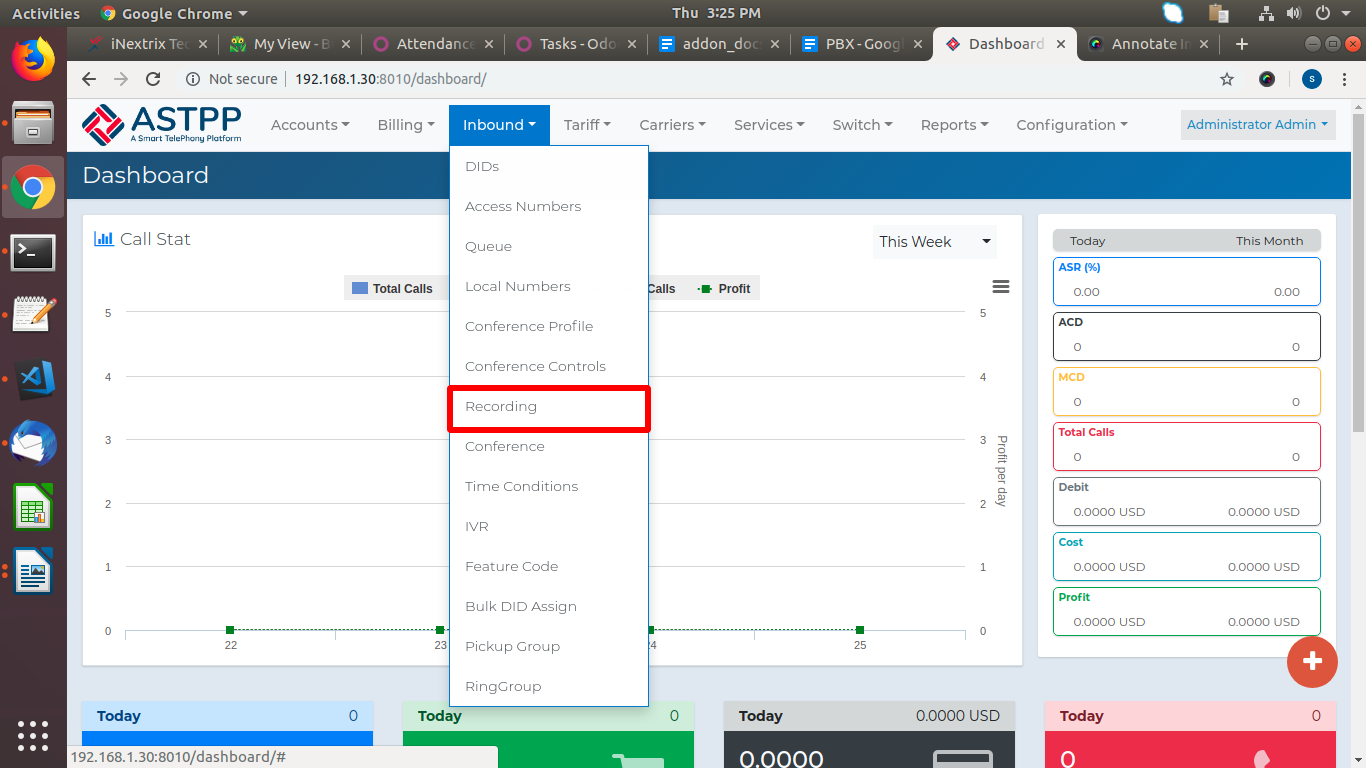 Activities
Google Chrome
Thu 3:25 PM
iNextrix Tec
My View - B
Attendance
Tasks - Odo
addon_doc
PBX - Googl
Dashboard
Annotate Im
Not secure
192.168.1.30:8010/dashboard/
S
ASTPP
A Smart TelePhony Platform
Accounts
Billing
Inbound
Tariff
Carriers
Services
Switch
Reports
Configuration
Administrator Admin
Dashboard
DIDs
Access Numbers
Queue
Local Numbers
Conference Profile
Conference Controls
Recording
Conference
Time Conditions
IVR
Feature Code
Bulk DID Assign
Pickup Group
RingGroup
Call Stat
This Week
Total Calls
Calls
Profit
5
4
3
2
1
0
5
4
3
2
1
0
Profit per day
22
23
24
25
Today This Month
ASR (%)
0.00 0.00
ACD
0 0
MCD
0 0
Total Calls
0 0
Debit
0.0000 USD 0.0000 USD
Cost
0.0000 USD 0.0000 USD
Profit
0.0000 USD 0.0000 USD
Today 0
Today 0
Today 0.0000 USD
0.0000
Today 0
0
192.168.1.30:8010/dashboard/#